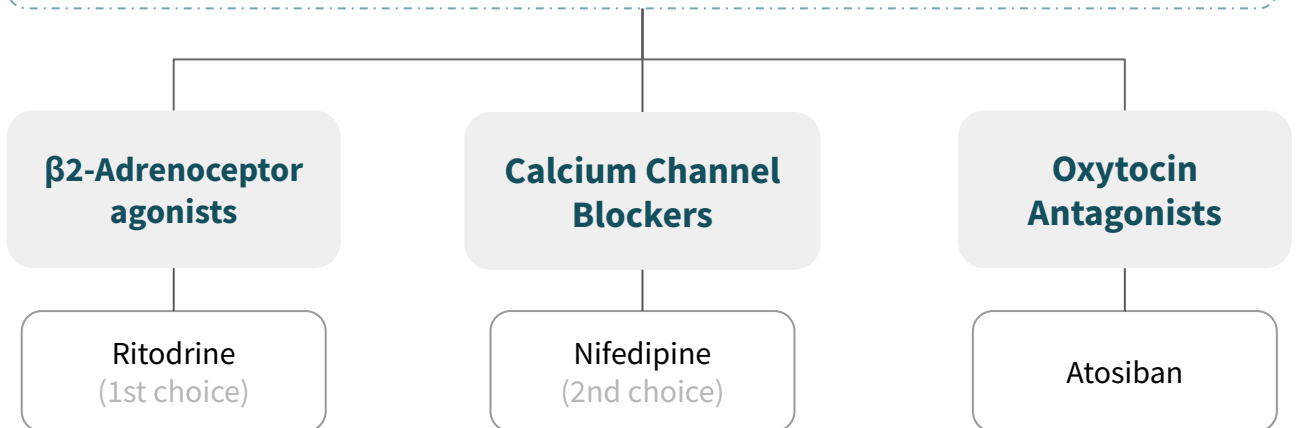 β2-Adrenoceptor
agonists
Calcium Channel
Blockers
Oxytocin
Antagonists
Ritodrine
(1st choice)
Nifedipine
(2nd choice)
Atosiban